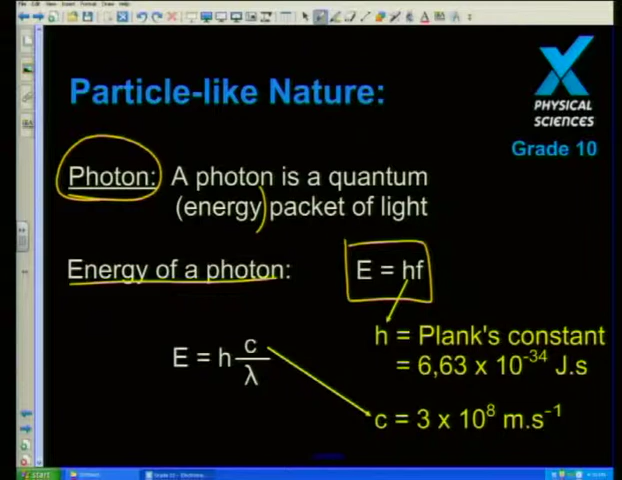 Particle-like Nature:
X
PHYSICAL
SCIENCES
Grade 10
Photon: A photon is a quantum
(energy) packet of light
Energy of a photon: E = hf
h = Plank's constant
= 6,63 x 10⁻³⁴ J.s
E = h c/λ
c = 3 x 10⁸ m.s⁻¹
start